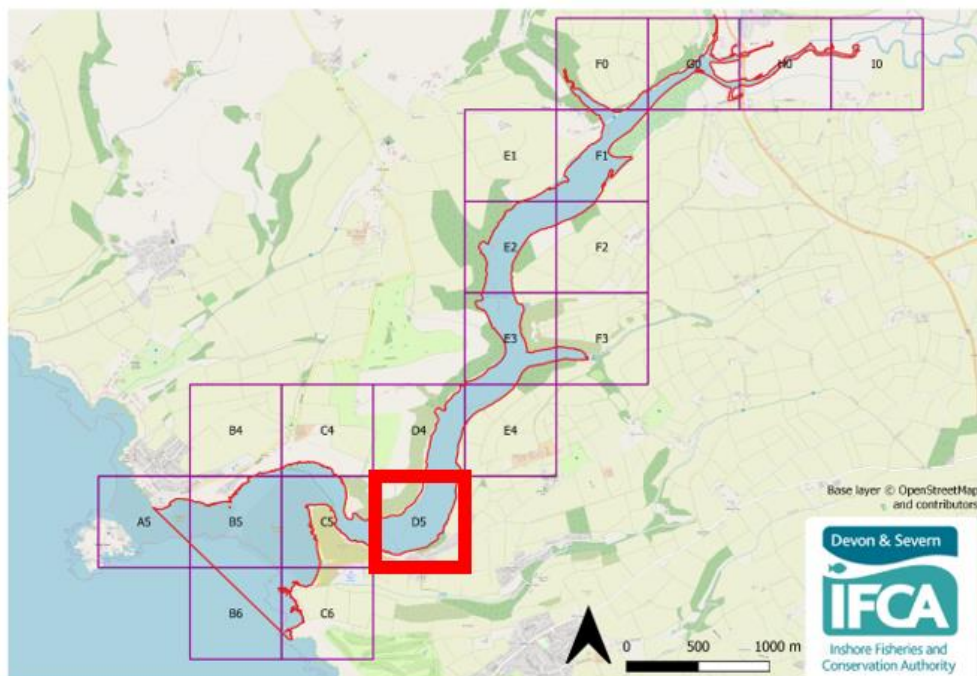 F0 G0 H0 I0
E1 F1
E2 F2
E3 F3
B4 C4 D4 E4
A5 B5 C5 D5
B6 C6
Base layer © OpenStreetMap
and contributors
0 500 1000 m
Devon & Severn
IFCA
Inshore Fisheries and
Conservation Authority